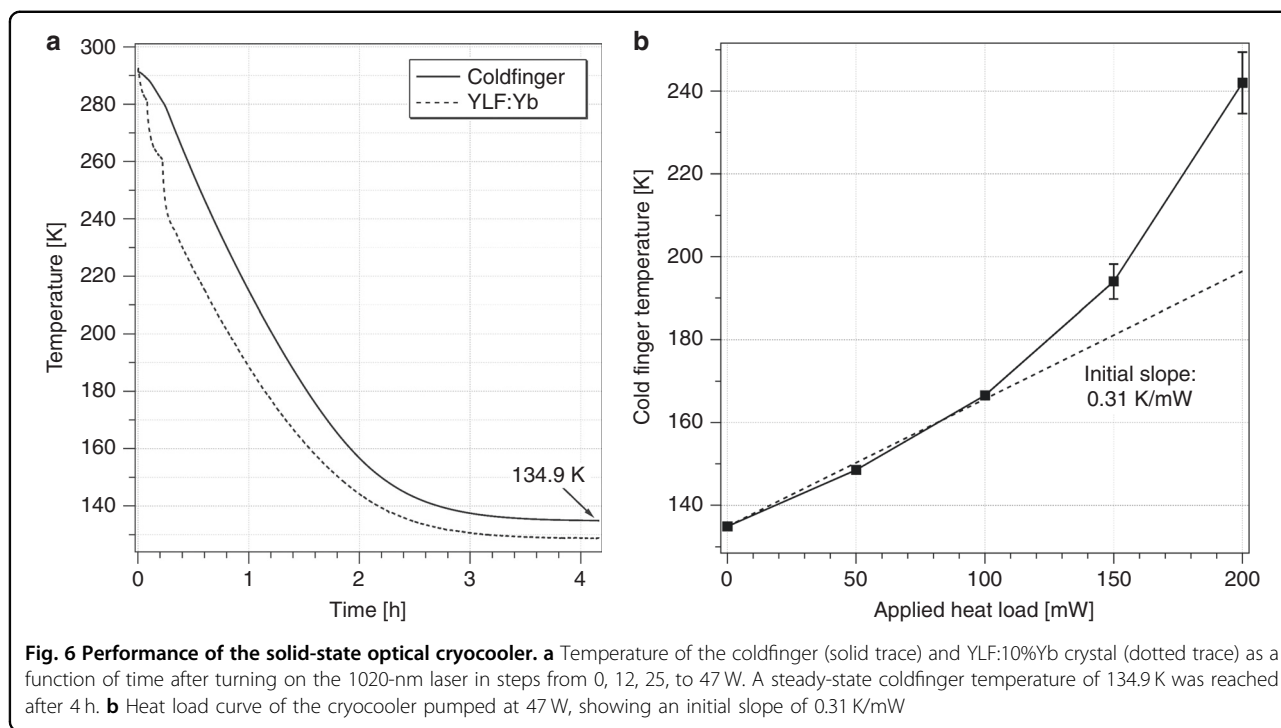 a
300
280
260
240
220
200
180
160
140
Temperature [K]
Coldfinger
YLF:Yb
134.9 K
0 1 2 3 4
Time [h]
b
240
220
200
180
160
140
Cold finger temperature [K]
Initial slope:
0.31 K/mW
0 50 100 150 200
Applied heat load [mW]
Fig. 6 Performance of the solid-state optical cryocooler. a Temperature of the coldfinger (solid trace) and YLF:10%Yb crystal (dotted trace) as a
function of time after turning on the 1020-nm laser in steps from 0, 12, 25, to 47 W. A steady-state coldfinger temperature of 134.9 K was reached
after 4 h. b Heat load curve of the cryocooler pumped at 47 W, showing an initial slope of 0.31 K/mW